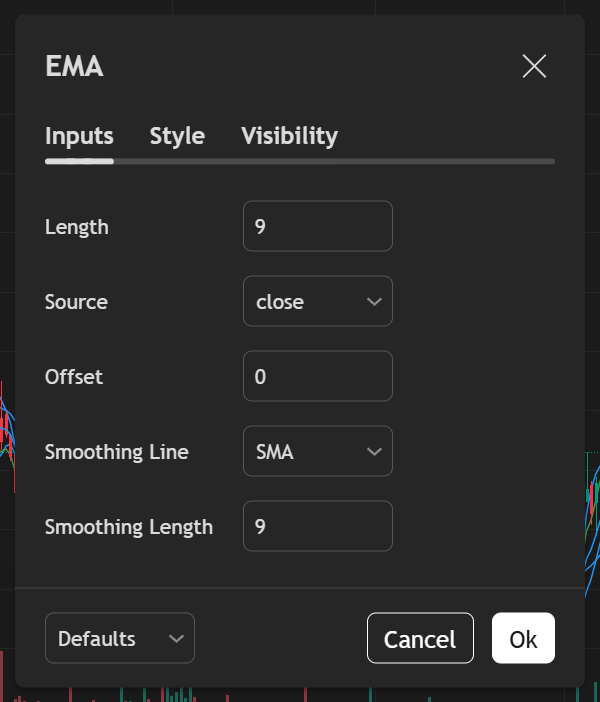 EMA
Inputs Style Visibility
Length 9
Source close
Offset 0
Smoothing Line SMA
Smoothing Length 9
Defaults Cancel Ok